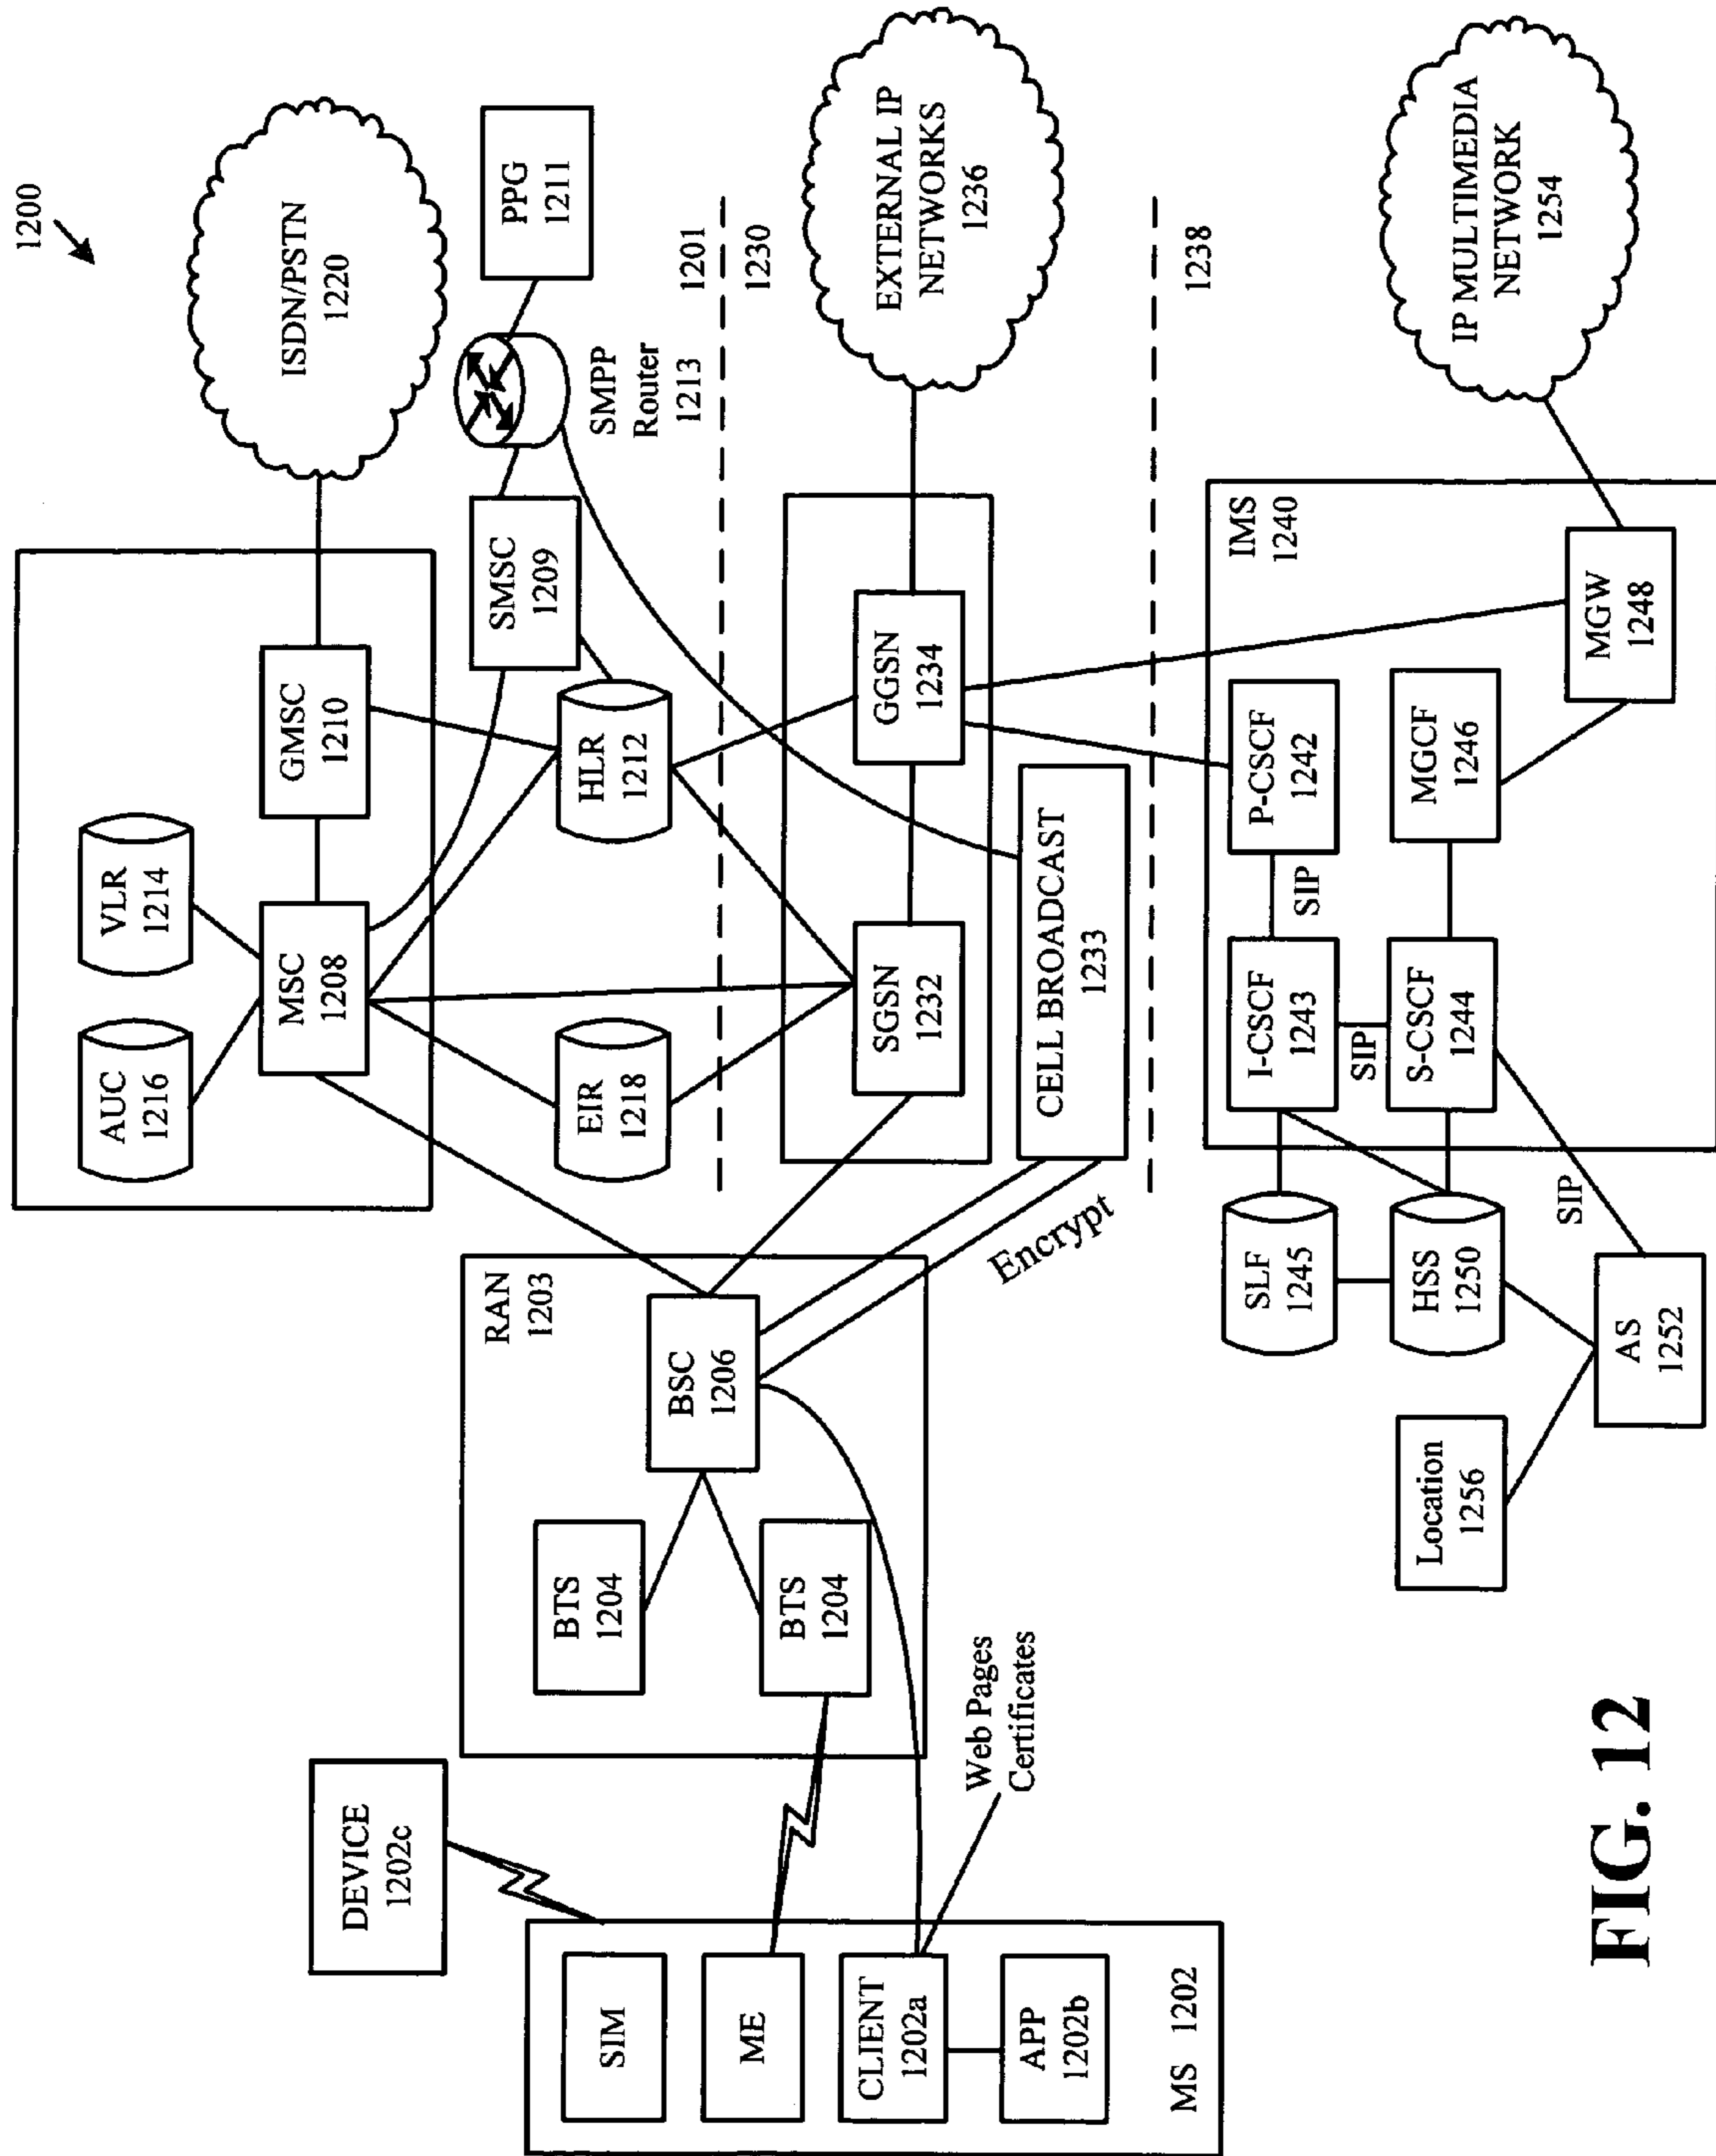 1200
ISDN/PSTN
1220
VLR
1214
AUC
1216
MSC
1208
GMSC
1210
SMSC
1209
PPG
1211
SMPP
Router
1213
HLR
1212
EIR
1218
1201
1230
RAN
1203
BTS
1204
BTS
1204
BSC
1206
DEVICE
1202c
SIM
ME
CLIENT
1202a
APP
1202b
MS 1202
Web Pages
Certificates
SGSN
1232
GGSN
1234
EXTERNAL IP
NETWORKS
1236
CELL BROADCAST
1233
Encrypt
1238
IMS
1240
P-CSCF
1242
SIP
I-CSCF
1243
SIP
S-CSCF
1244
MGCF
1246
MGW
1248
IP MULTIMEDIA
NETWORK
1254
SLF
1245
HSS
1250
SIP
AS
1252
Location
1256
FIG. 12